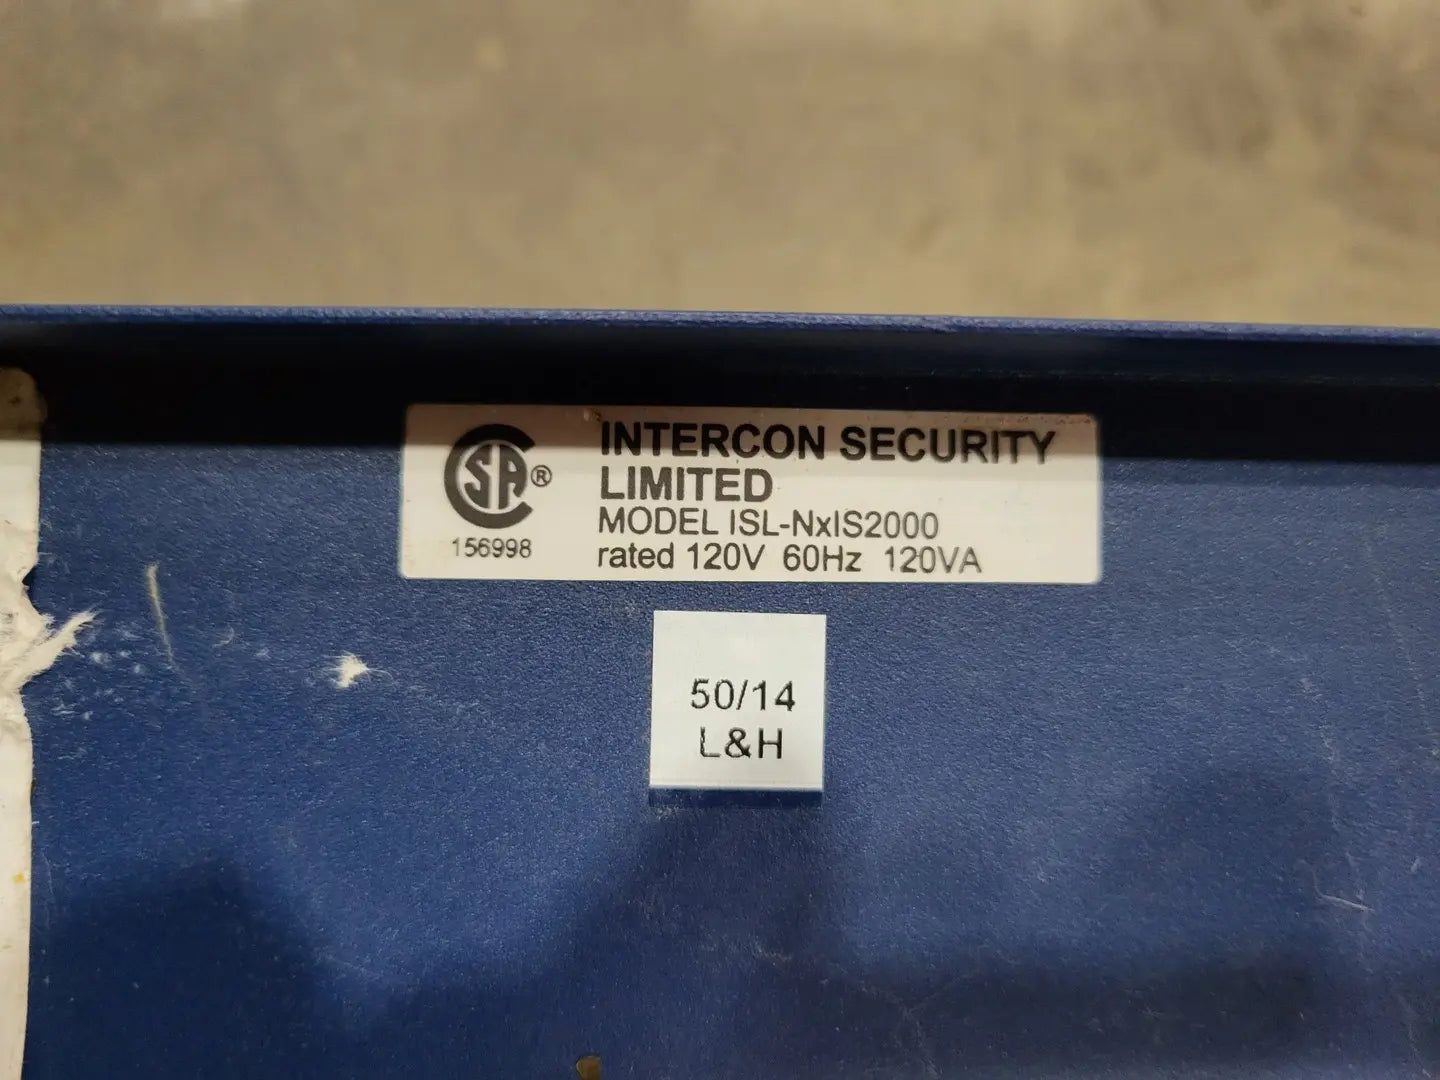 CSA®
156998
INTERCON SECURITY
LIMITED
MODEL ISL-NxIS2000
rated 120V 60Hz 120VA
50/14
L&H